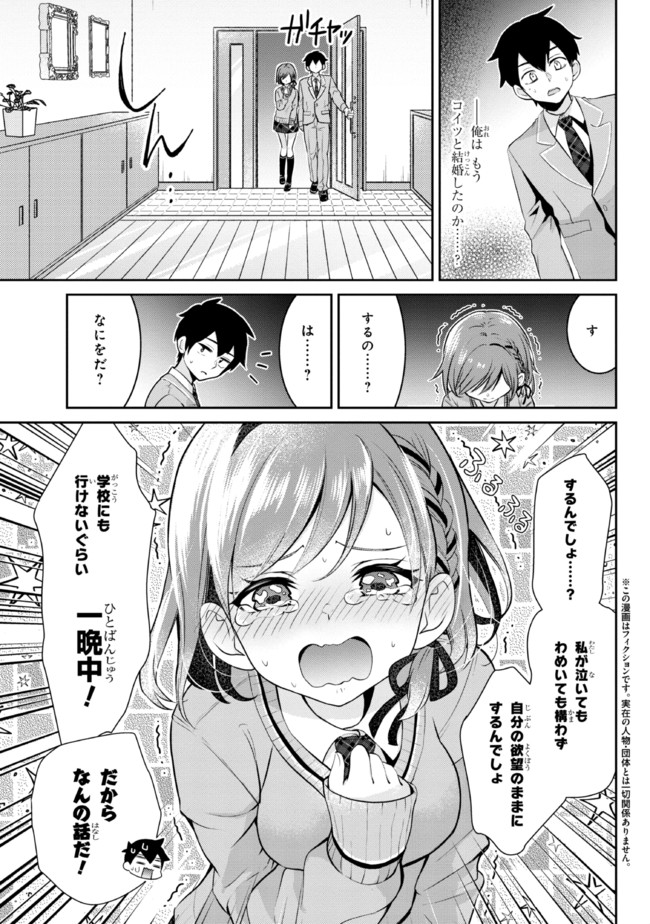 ――俺は もう
コイツと結婚したのか……？
ガチャッ
しん…
す
するの……？
は……？
なにをだ？
するんでしょ……？
私が泣いても
わめいても構わず
自分の欲望のままに
するんでしょ
ふるふる
学校にも
行けないぐらい
一晩中！
だから
なんの話だ！
※この漫画はフィクションです。実在の人物・団体とは一切関係ありません。